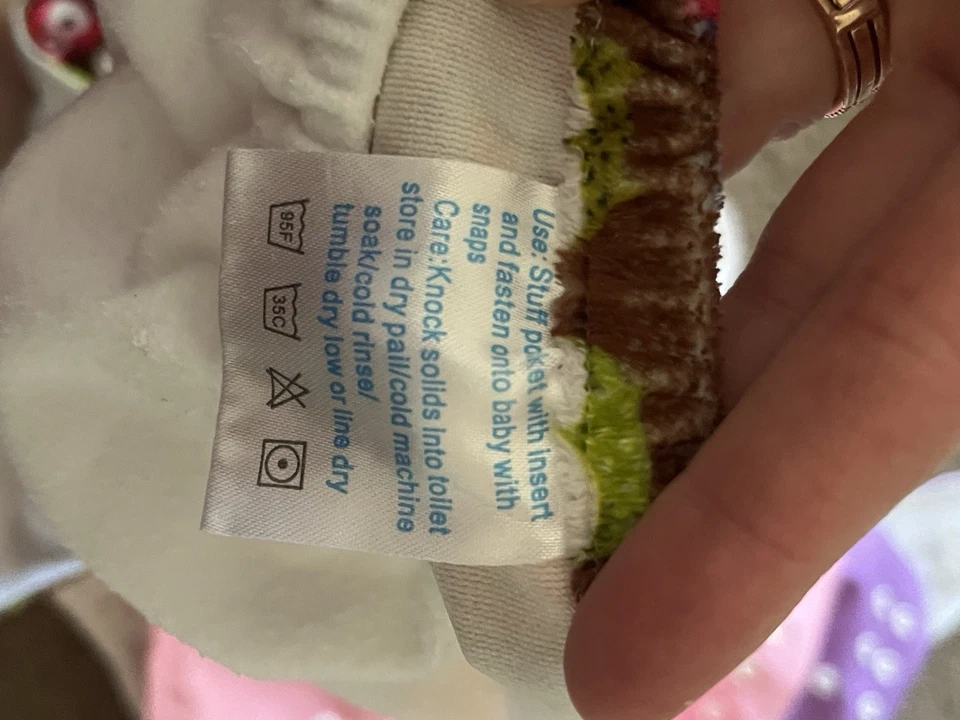 Use: Stuff poket with insert
and fasten onto baby with
snaps
Care:Knock solids into toilet
store in dry pail/cold machine
soak/cold rinse/
tumble dry low or line dry
95F 35C